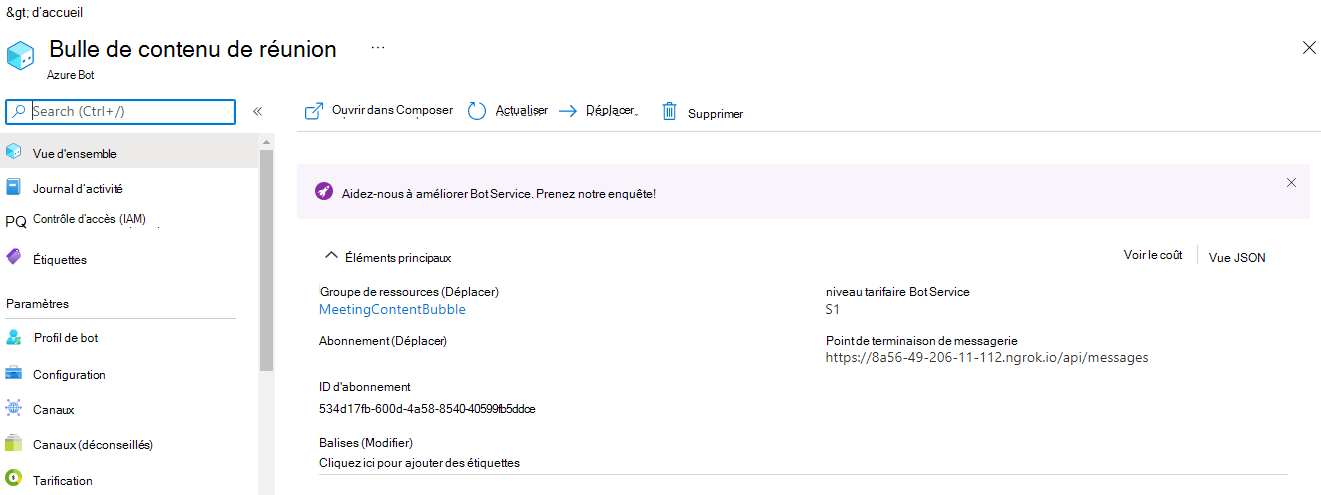 &gt; d'accueil
Bulle de contenu de réunion ...
Azure Bot
Search (Ctrl+/)
«
Ouvrir dans Composer
Actualiser
Déplacer
Supprimer
Vue d'ensemble
Journal d'activité
PQ Contrôle d'accès (IAM)
Étiquettes
Paramètres
Profil de bot
Configuration
Canaux
Canaux (déconseillés)
Tarification
Aidez-nous à améliorer Bot Service. Prenez notre enquête!
Éléments principaux
Voir le coût
Vue JSON
Groupe de ressources (Déplacer)
MeetingContentBubble
Abonnement (Déplacer)
ID d'abonnement
534d17fb-600d-4a58-8540-40599fb5ddce
Balises (Modifier)
Cliquez ici pour ajouter des étiquettes
niveau tarifaire Bot Service
S1
Point de terminaison de messagerie
https://8a56-49-206-11-112.ngrok.io/api/messages